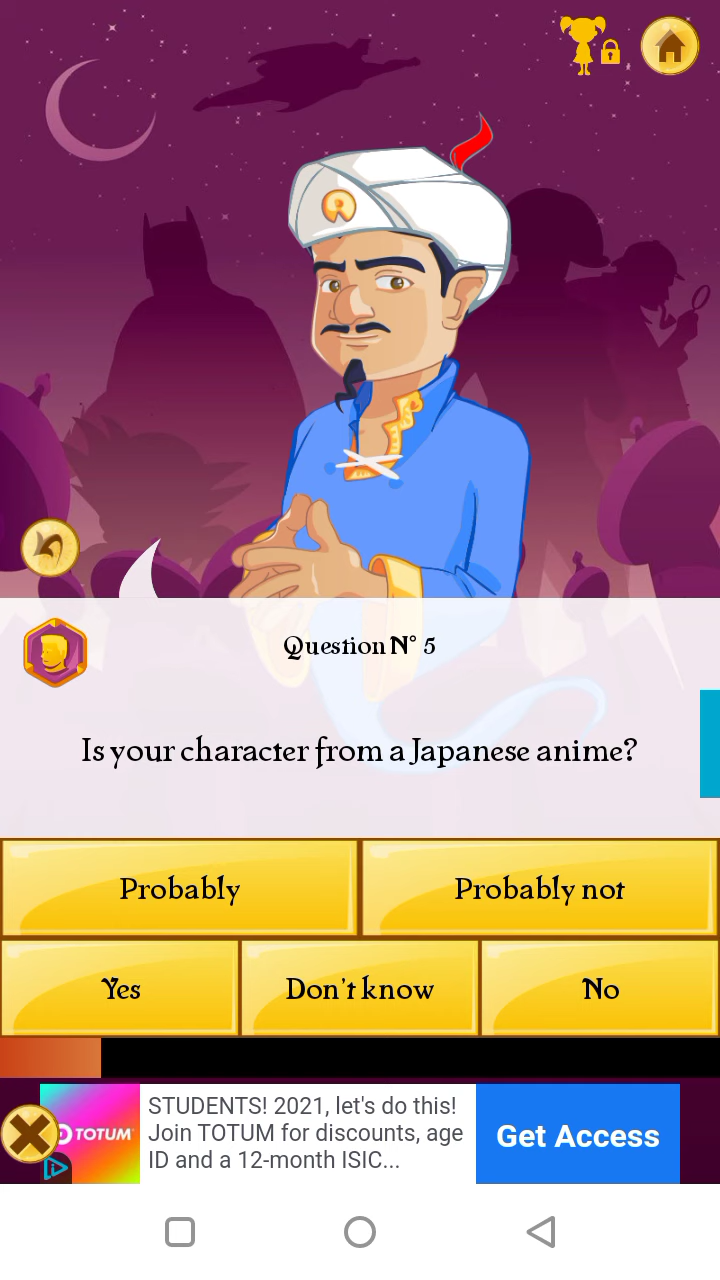 Question N° 5
Is your character from a Japanese anime?
Probably
Probably not
Yes
Don't know
No
TOTUM
STUDENTS! 2021, let's do this!
Join TOTUM for discounts, age
ID and a 12-month ISIC...
Get Access